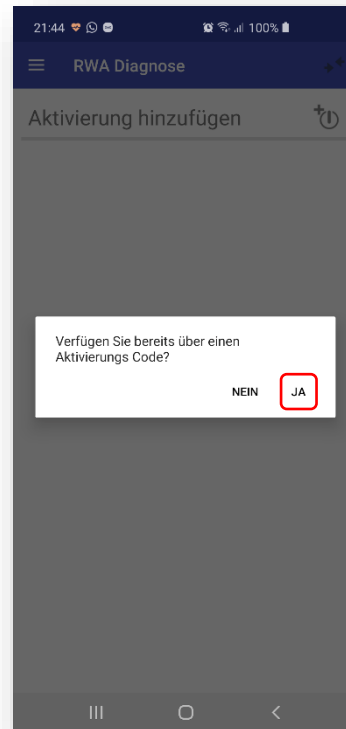 21:44 100%
RWA Diagnose
Aktivierung hinzufügen
Verfügen Sie bereits über einen
Aktivierungs Code?
NEIN JA